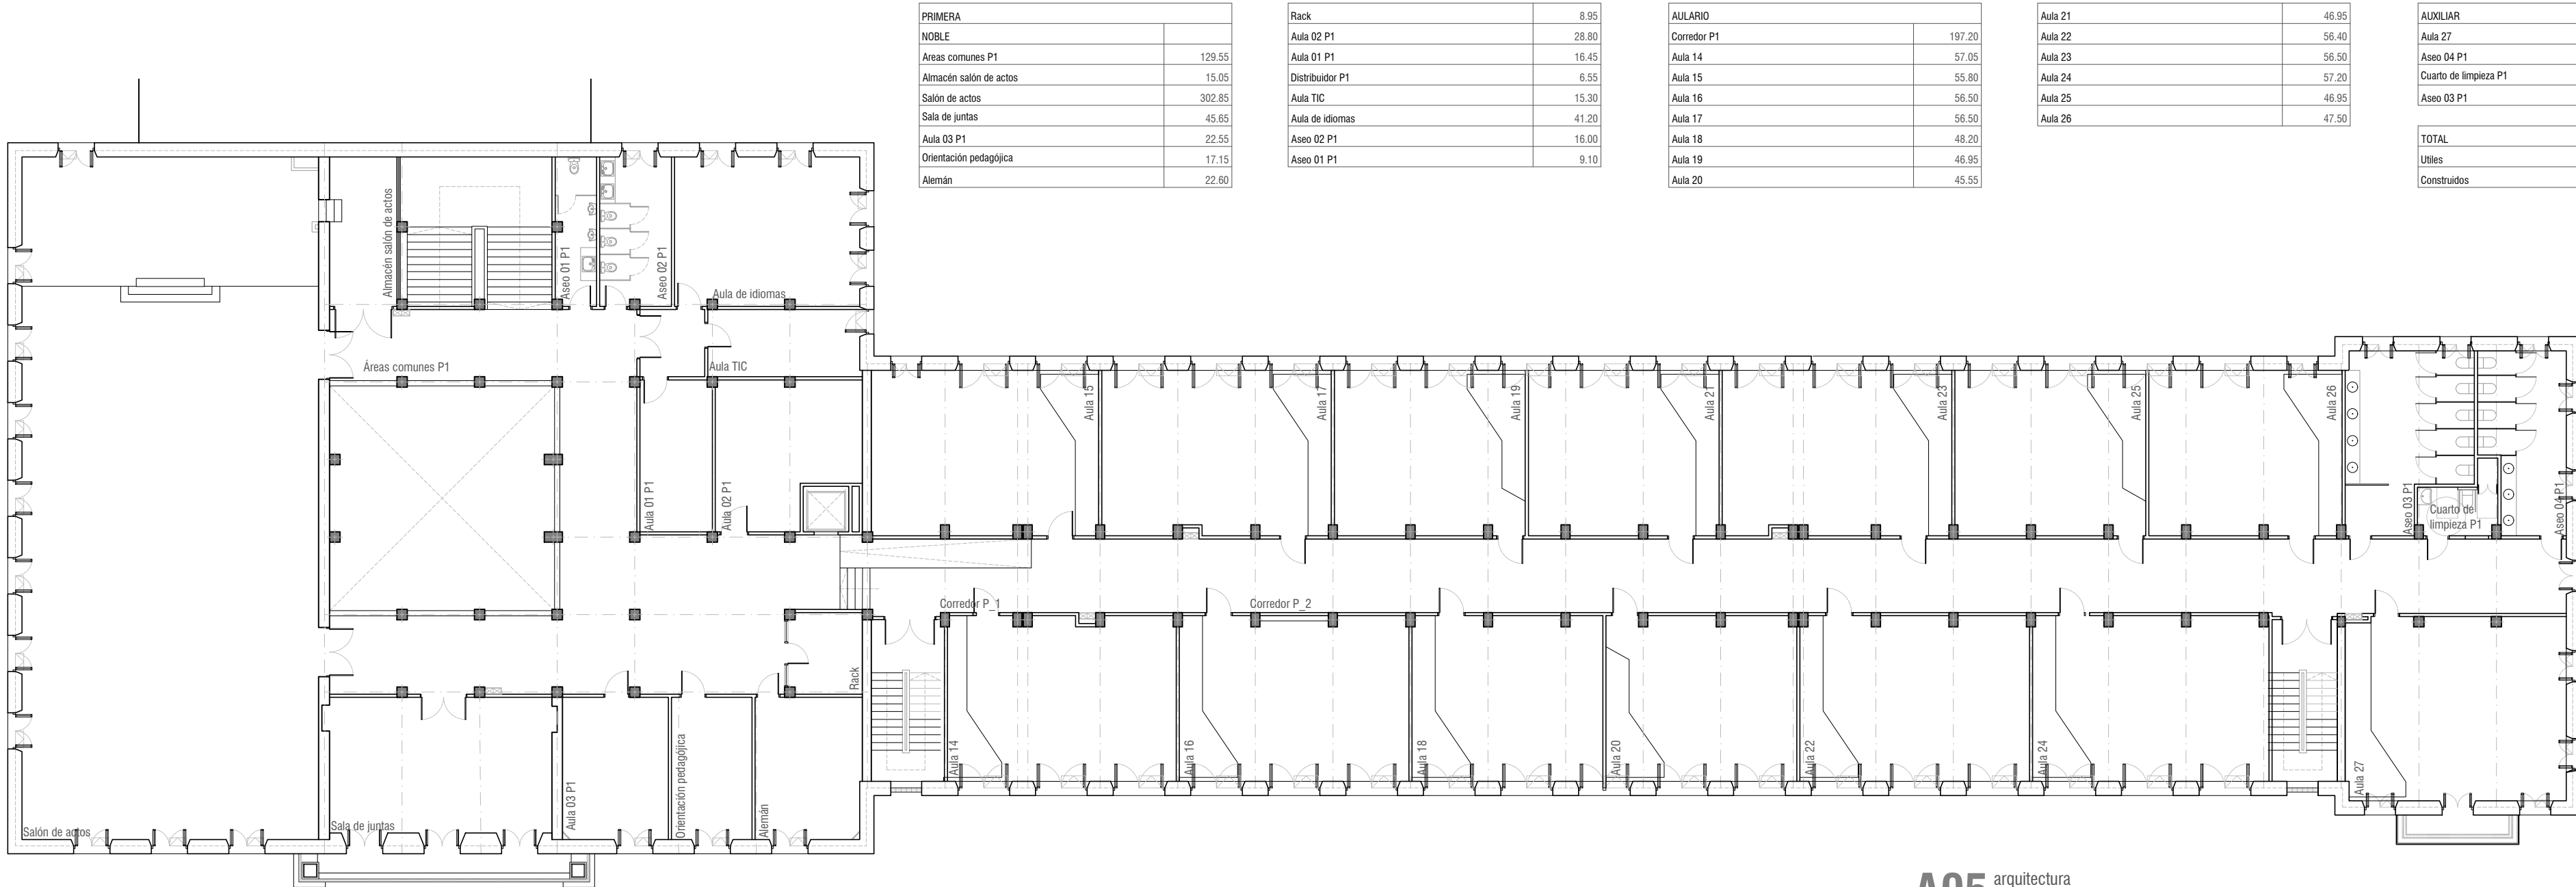 PRIMERA
NOBLE
Areas comunes P1 129.55
Almacén salón de actos 15.05
Salón de actos 302.85
Sala de juntas 45.65
Aula 03 P1 22.55
Orientación pedagójica 17.15
Alemán 22.60
Rack 8.95
Aula 02 P1 28.80
Aula 01 P1 16.45
Distribuidor P1 6.55
Aula TIC 15.30
Aula de idiomas 41.20
Aseo 02 P1 16.00
Aseo 01 P1 9.10
AULARIO
Corredor P1 197.20
Aula 14 57.05
Aula 15 55.80
Aula 16 56.50
Aula 17 56.50
Aula 18 48.20
Aula 19 46.95
Aula 20 45.55
Aula 21 46.95
Aula 22 56.40
Aula 23 56.50
Aula 24 57.20
Aula 25 46.95
Aula 26 47.50
AUXILIAR
Aula 27
Aseo 04 P1
Cuarto de limpieza P1
Aseo 03 P1
TOTAL
Utiles
Construidos
Almacén salón de actos
Aseo 01 P1
Aseo 02 P1
Aula de idiomas
Áreas comunes P1
Aula TIC
Aula 01 P1
Aula 02 P1
Aula 15
Aula 17
Aula 19
Aula 21
Aula 23
Aula 25
Aula 26
Aseo 03 P1
Cuarto de
limpieza P1
Aseo 04 P1
Corredor P_1
Corredor P_2
Rack
Salón de actos
Sala de juntas
Aula 03 P1
Orientación pedagójica
Alemán
Aula 14
Aula 16
Aula 18
Aula 20
Aula 22
Aula 24
Aula 27
A05 arquitectura